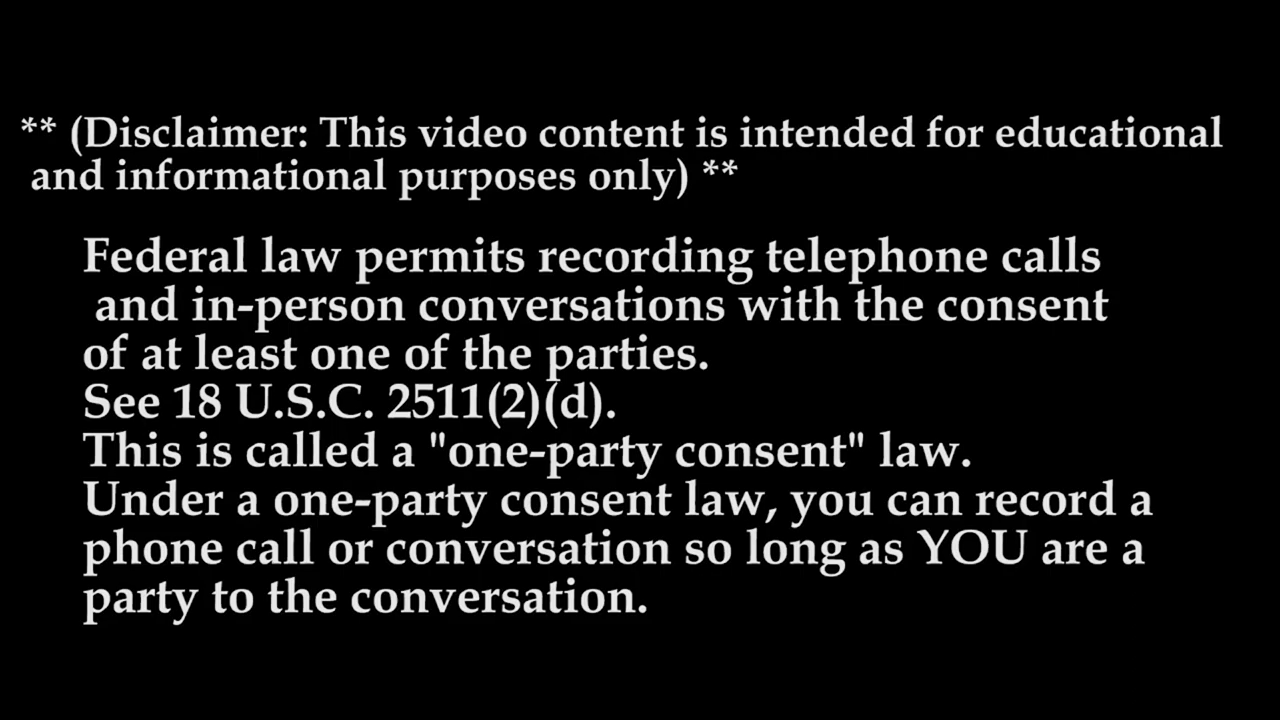 ** (Disclaimer: This video content is intended for educational
and informational purposes only) **
Federal law permits recording telephone calls
and in-person conversations with the consent
of at least one of the parties.
See 18 U.S.C. 2511(2)(d).
This is called a "one-party consent" law.
Under a one-party consent law, you can record a
phone call or conversation so long as YOU are a
party to the conversation.